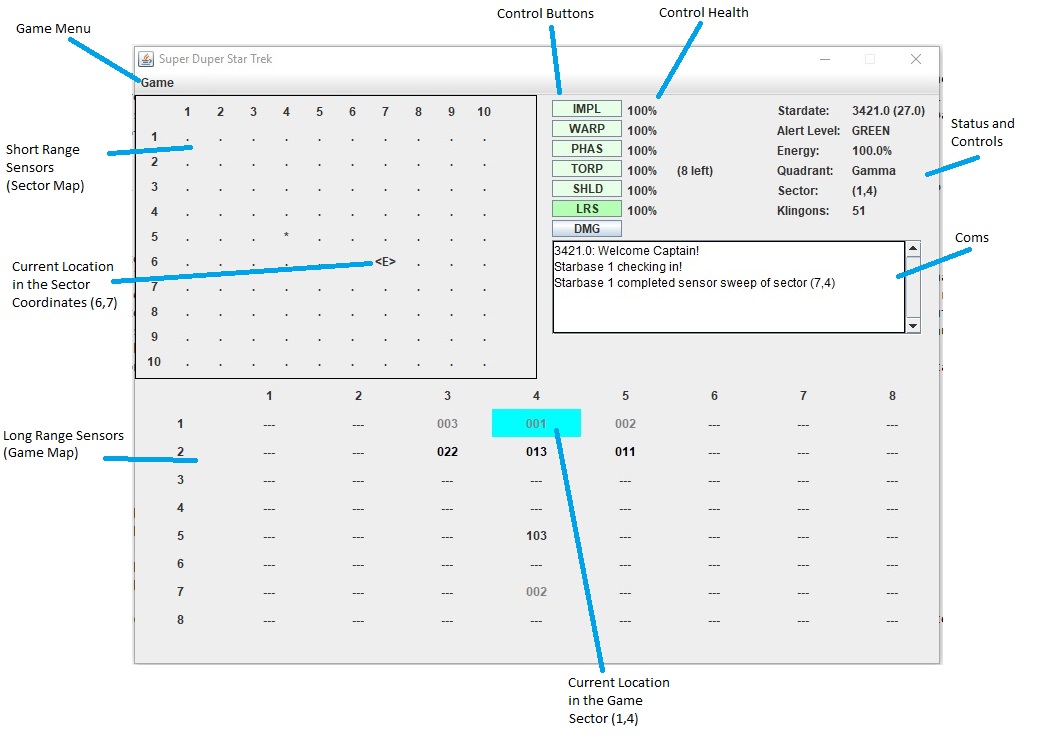 Control Buttons
Control Health
Game Menu
Super Duper Star Trek
Game
1 2 3 4 5 6 7 8 9 10
1 . . . . . . . . . .
2 . . . . . . . . . .
3 . . . . . . . . . .
4 . . . . . . . . . .
5 . . . * . . . . . .
6 . . . . . . <E> . . .
7 . . . . . . . . . .
8 . . . . . . . . . .
9 . . . . . . . . . .
10 . . . . . . . . . .
Short Range
Sensors
(Sector Map)
Current Location
in the Sector
Coordinates (6,7)
IMPL 100%
WARP 100%
PHAS 100%
TORP 100% (8 left)
SHLD 100%
LRS 100%
DMG
Stardate: 3421.0 (27.0)
Alert Level: GREEN
Energy: 100.0%
Quadrant: Gamma
Sector: (1,4)
Klingons: 51
Status and
Controls
Coms
3421.0: Welcome Captain!
Starbase 1 checking in!
Starbase 1 completed sensor sweep of sector (7,4)
1 2 3 4 5 6 7 8
1 --- --- 003 001 002 --- --- ---
2 --- --- 022 013 011 --- --- ---
3 --- --- --- --- --- --- --- ---
4 --- --- --- --- --- --- --- ---
5 --- --- --- 103 --- --- --- ---
6 --- --- --- --- --- --- --- ---
7 --- --- --- 002 --- --- --- ---
8 --- --- --- --- --- --- --- ---
Long Range Sensors
(Game Map)
Current Location
in the Game
Sector (1,4)